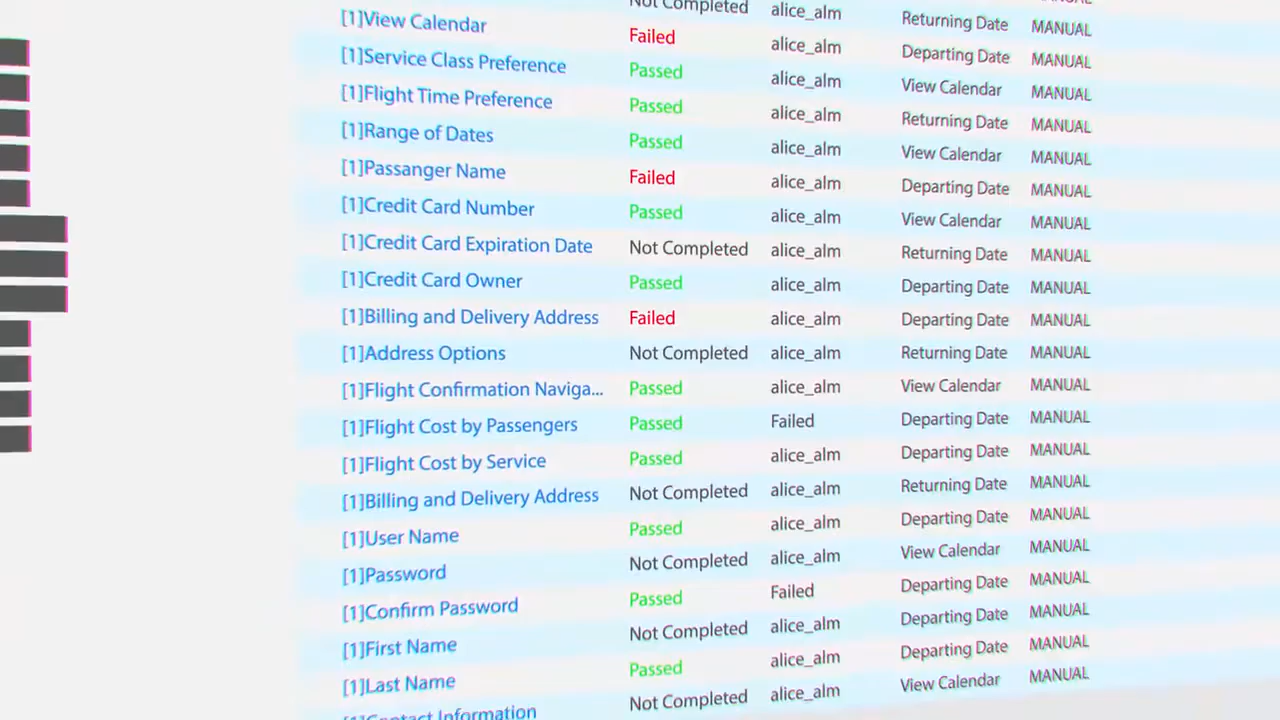 Not Completed alice_alm Returning Date MANUAL
[1]View Calendar Failed alice_alm Departing Date MANUAL
[1]Service Class Preference Passed alice_alm View Calendar MANUAL
[1]Flight Time Preference Passed alice_alm Returning Date MANUAL
[1]Range of Dates Passed alice_alm View Calendar MANUAL
[1]Passanger Name Failed alice_alm Departing Date MANUAL
[1]Credit Card Number Passed alice_alm View Calendar MANUAL
[1]Credit Card Expiration Date Not Completed alice_alm Returning Date MANUAL
[1]Credit Card Owner Passed alice_alm Departing Date MANUAL
[1]Billing and Delivery Address Failed alice_alm Departing Date MANUAL
[1]Address Options Not Completed alice_alm Returning Date MANUAL
[1]Flight Confirmation Naviga... Passed alice_alm View Calendar MANUAL
[1]Flight Cost by Passengers Passed Failed Departing Date MANUAL
[1]Flight Cost by Service Passed alice_alm Departing Date MANUAL
[1]Billing and Delivery Address Not Completed alice_alm Returning Date MANUAL
[1]User Name Passed alice_alm Departing Date MANUAL
[1]Password Not Completed alice_alm View Calendar MANUAL
[1]Confirm Password Passed Failed Departing Date MANUAL
[1]First Name Not Completed alice_alm Departing Date MANUAL
[1]Last Name Passed alice_alm Departing Date MANUAL
[1]Contact Information Not Completed alice_alm View Calendar MANUAL